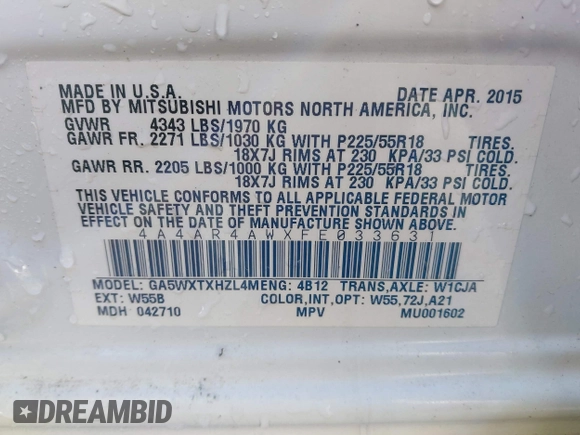 MADE IN U.S.A. DATE APR. 2015
MFD BY MITSUBISHI MOTORS NORTH AMERICA, INC.
GVWR 4343 LBS/1970 KG
GAWR FR. 2271 LBS/1030 KG WITH P225/55R18 TIRES.
18X7J RIMS AT 230 KPA/33 PSI COLD.
GAWR RR. 2205 LBS/1000 KG WITH P225/55R18 TIRES.
18X7J RIMS AT 230 KPA/33 PSI COLD.
THIS VEHICLE CONFORMS TO ALL APPLICABLE FEDERAL MOTOR
VEHICLE SAFETY AND THEFT PREVENTION STANDARDS IN
EFFECT ON THE DATE OF MANUFACTURE SHOWN ABOVE.
4A4AR4AWXFE033631
MODEL: GA5WXTXHZL4MENG: 4B12 TRANS,AXLE: W1CJA
EXT: W55B COLOR,INT,OPT: W55,72J,A21
MDH 042710 MPV MU001602
DREAMBID